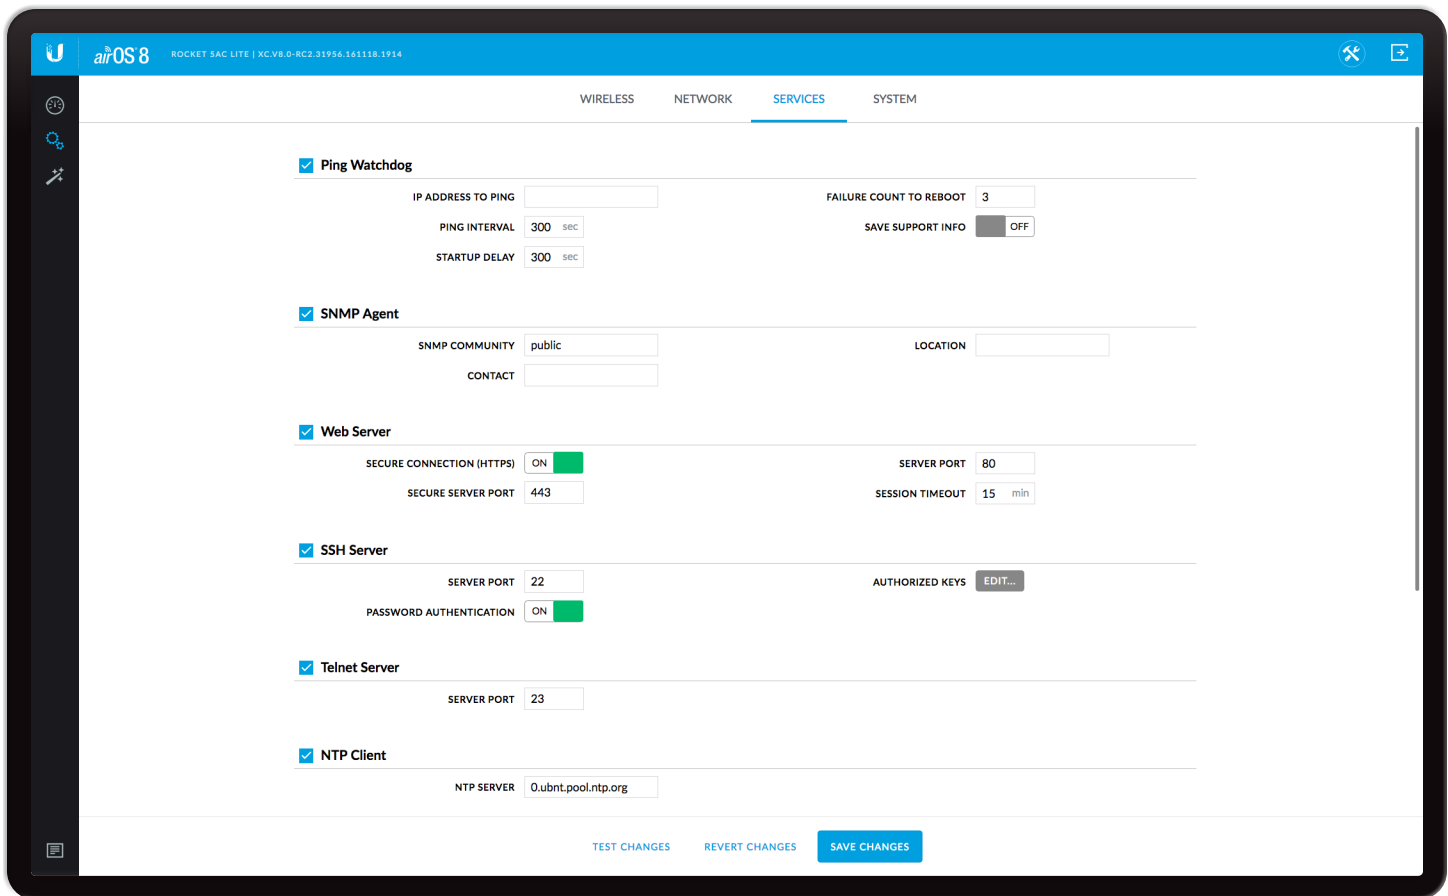 airOS 8 ROCKET 5AC LITE | XC.V8.0-RC2.31956.161118.1914
WIRELESS NETWORK SERVICES SYSTEM
Ping Watchdog
IP ADDRESS TO PING FAILURE COUNT TO REBOOT 3
PING INTERVAL 300 sec SAVE SUPPORT INFO OFF
STARTUP DELAY 300 sec
SNMP Agent
SNMP COMMUNITY public LOCATION
CONTACT
Web Server
SECURE CONNECTION (HTTPS) ON SERVER PORT 80
SECURE SERVER PORT 443 SESSION TIMEOUT 15 min
SSH Server
SERVER PORT 22 AUTHORIZED KEYS EDIT...
PASSWORD AUTHENTICATION ON
Telnet Server
SERVER PORT 23
NTP Client
NTP SERVER 0.ubnt.pool.ntp.org
TEST CHANGES REVERT CHANGES SAVE CHANGES